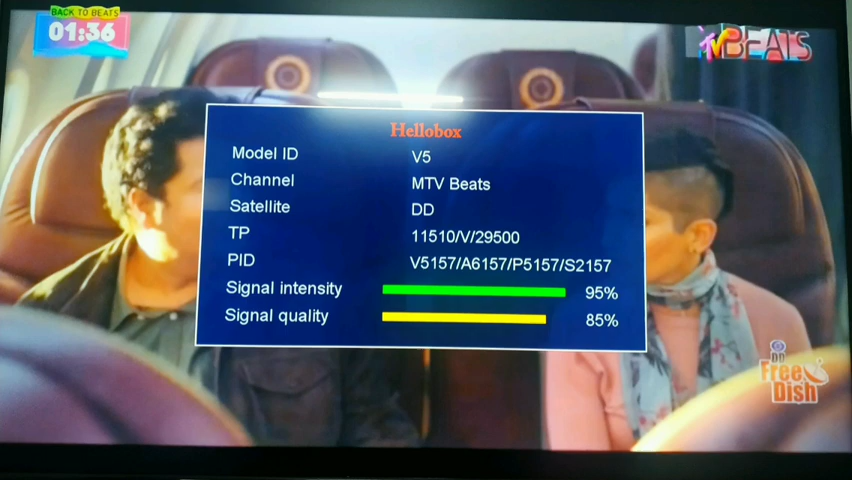 BACK TO BEATS
01:36
MTV BEATS
Hellobox
Model ID V5
Channel MTV Beats
Satellite DD
TP 11510/V/29500
PID V5157/A6157/P5157/S2157
Signal intensity 95%
Signal quality 85%
DD
Free
Dish